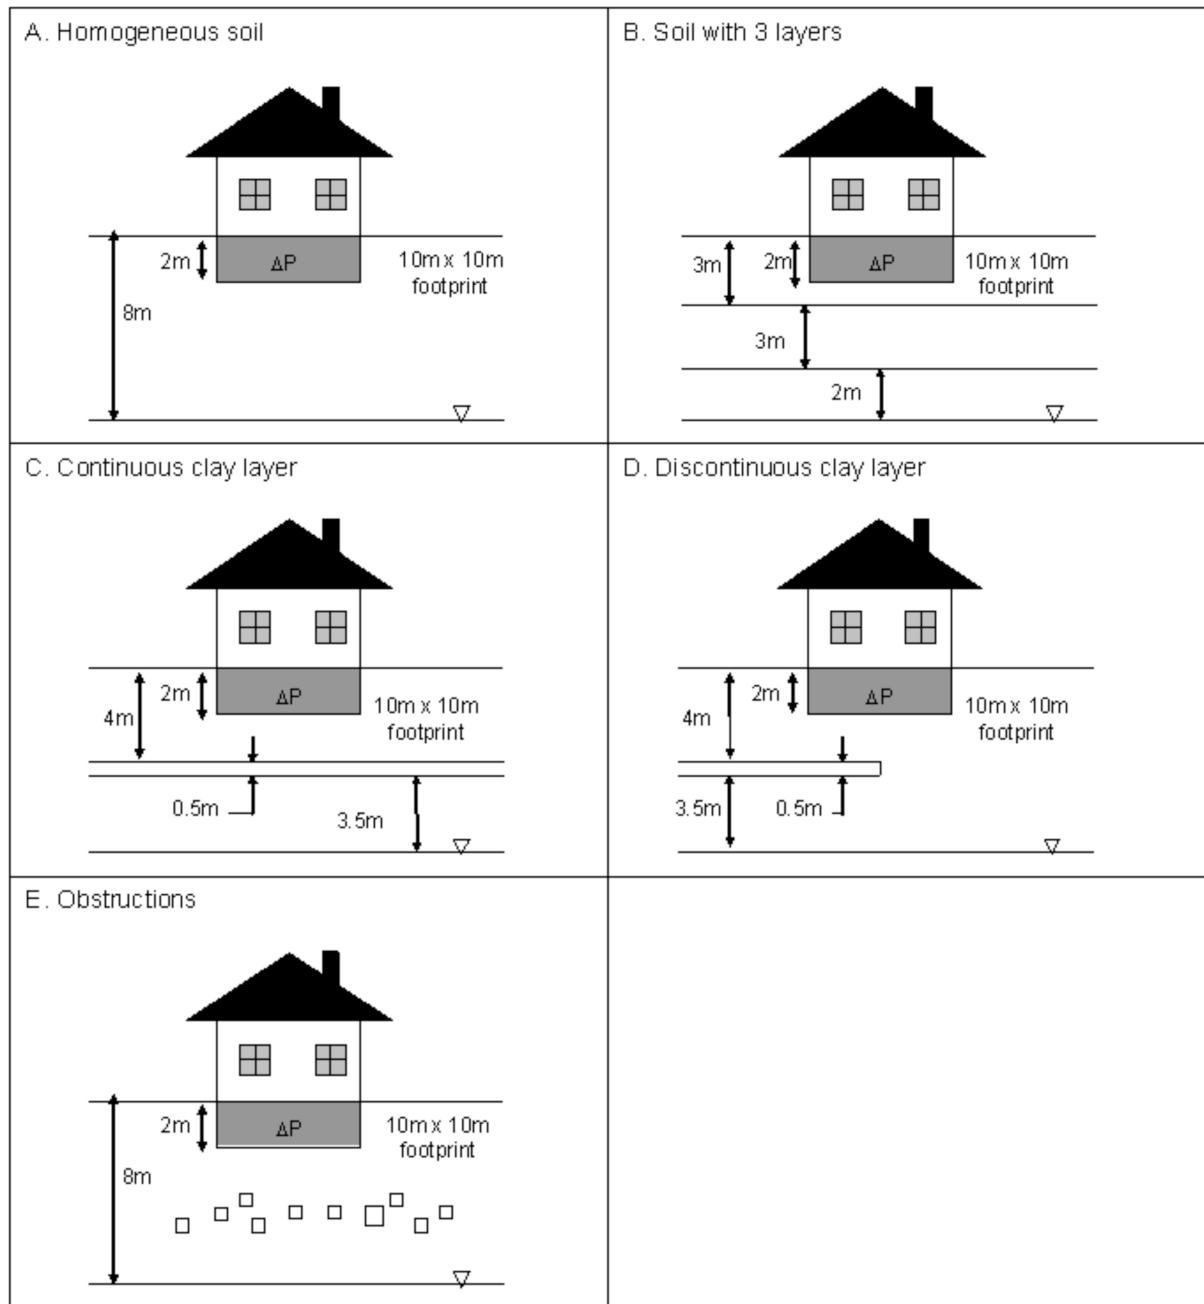 A. Homogeneous soil
2m
ΔP
10m x 10m
footprint
8m
B. Soil with 3 layers
3m
2m
ΔP
10m x 10m
footprint
3m
2m
C. Continuous clay layer
4m
2m
ΔP
10m x 10m
footprint
0.5m
3.5m
D. Discontinuous clay layer
4m
2m
ΔP
10m x 10m
footprint
3.5m
0.5m
E. Obstructions
2m
ΔP
10m x 10m
footprint
8m